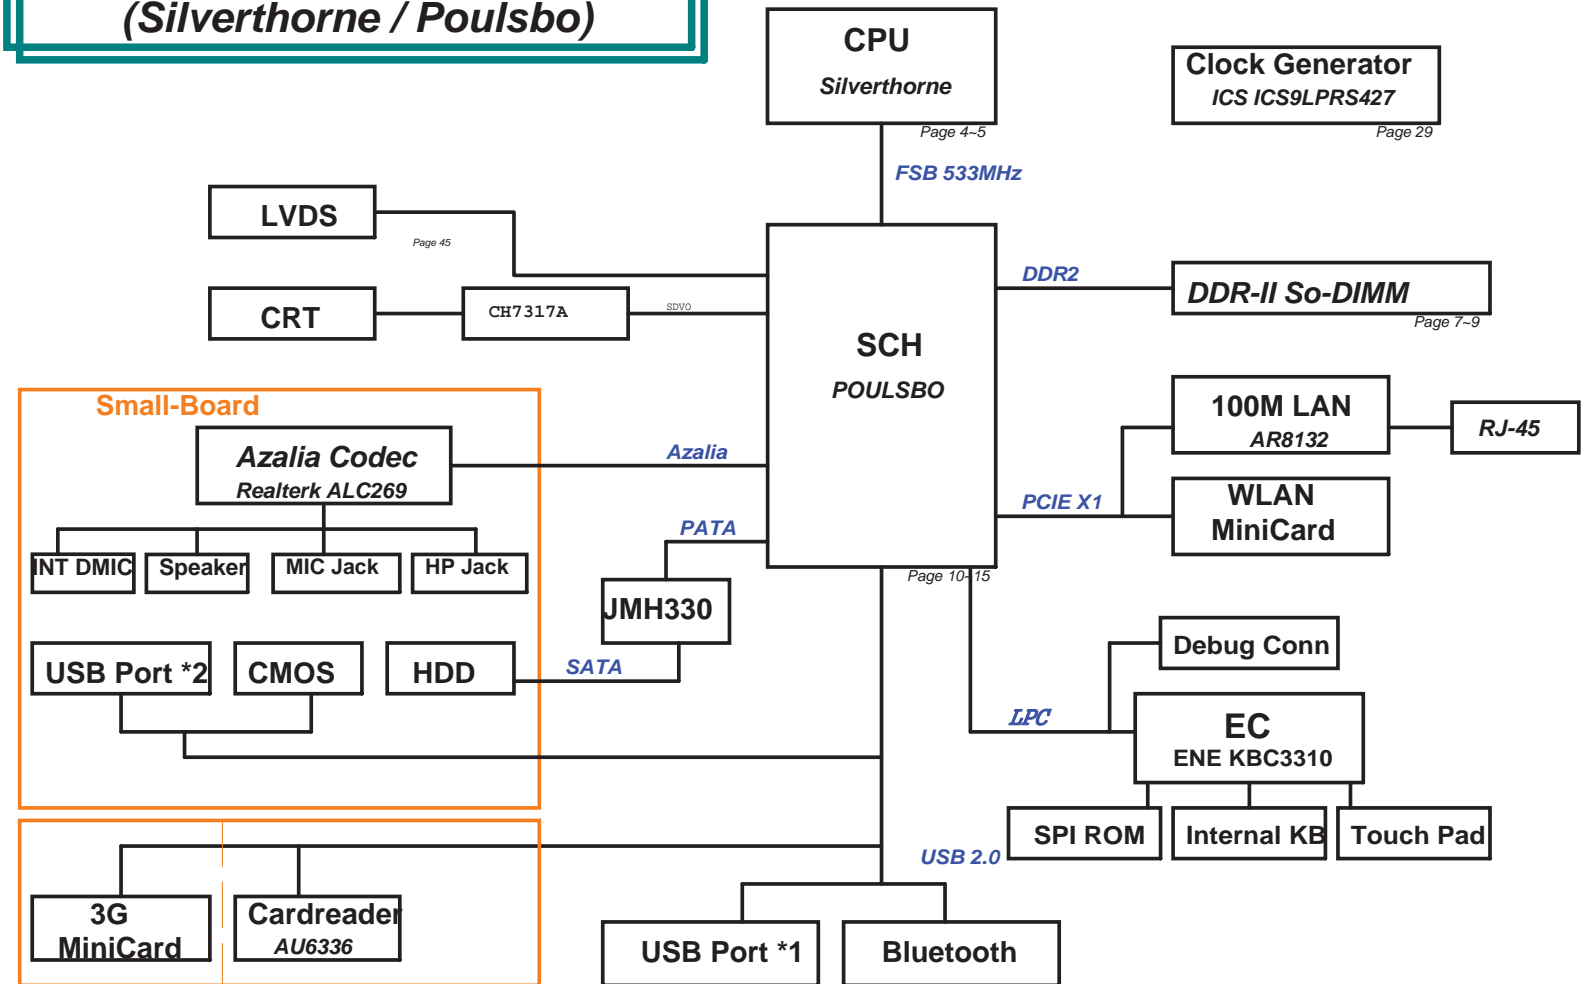 (Silverthorne / Poulsbo)
CPU
Silverthorne
Page 4~5
Clock Generator
ICS ICS9LPRS427
Page 29
FSB 533MHz
LVDS
Page 45
CRT
CH7317A
SDVO
SCH
POULSBO
Page 10~15
DDR2
DDR-II So-DIMM
Page 7~9
100M LAN
AR8132
RJ-45
PCIE X1
WLAN
MiniCard
Small-Board
Azalia Codec
Realterk ALC269
Azalia
INT DMIC
Speaker
MIC Jack
HP Jack
PATA
JMH330
USB Port *2
CMOS
HDD
SATA
Debug Conn
LPC
EC
ENE KBC3310
SPI ROM
Internal KB
Touch Pad
USB 2.0
3G
MiniCard
Cardreader
AU6336
USB Port *1
Bluetooth